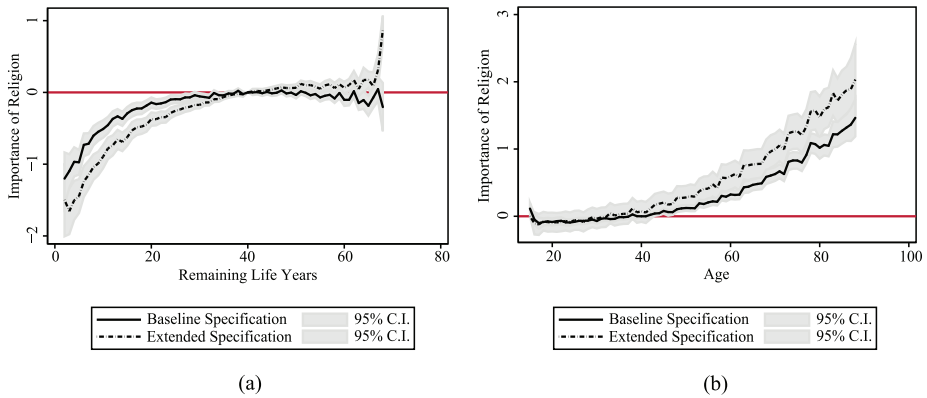 Importance of Religion
1
0
−1
−2
0 20 40 60 80
Remaining Life Years
Baseline Specification 95% C.I.
Extended Specification 95% C.I.
(a)
Importance of Religion
3
2
1
0
20 40 60 80 100
Age
Baseline Specification 95% C.I.
Extended Specification 95% C.I.
(b)